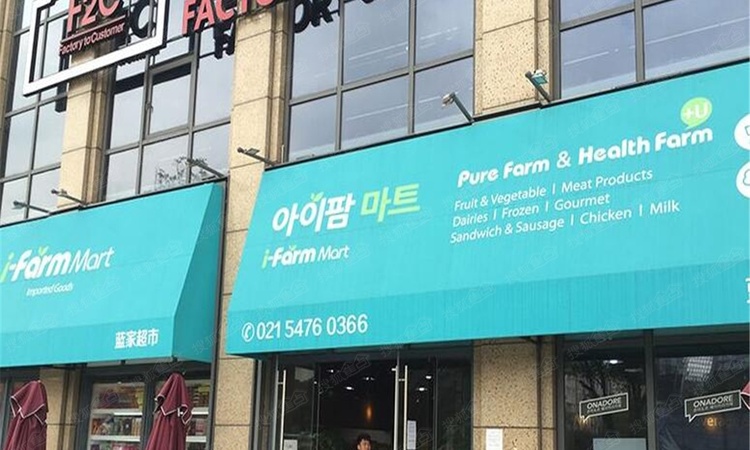 F2C
Factory to Customer
FACTO
아이팜 마트
i-Farm Mart
Pure Farm & Health Farm
+U
Fruit & Vegetable | Meat Products
Dairies | Frozen | Gourmet
Sandwich & Sausage | Chicken | Milk
✆021 5476 0366
i-Farm Mart
Imported Goods
蓝家超市
ONADORE
ONADORE